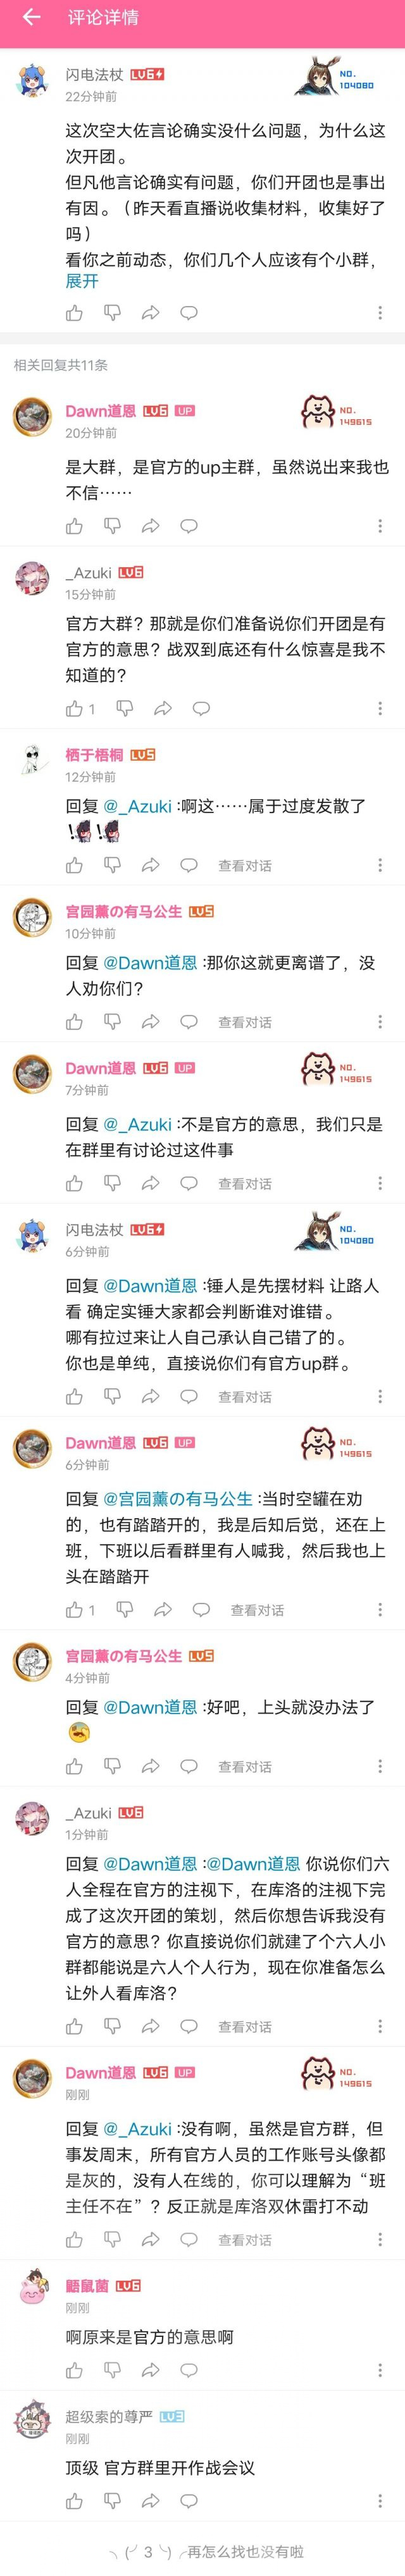 评论详情
闪电法杖 LV6
NO.
104080
22分钟前
这次空大佐言论确实没什么问题，为什么这
次开团。
但凡他言论确实有问题，你们开团也是事出
有因。（昨天看直播说收集材料，收集好了
吗）
看你之前动态，你们几个人应该有个小群，
展开
相关回复共11条
Dawn道恩 LV6 UP
NO.
149615
20分钟前
是大群，是官方的up主群，虽然说出来我也
不信……
_Azuki LV6
15分钟前
官方大群？那就是你们准备说你们开团是有
官方的意思？战双到底还有什么惊喜是我不
知道的？
1
栖于梧桐 LV5
12分钟前
回复 @_Azuki :啊这……属于过度发散了
查看对话
宫园薰の有马公生 LV5
10分钟前
回复 @Dawn道恩 :那你这就更离谱了，没
人劝你们？
查看对话
Dawn道恩 LV6 UP
NO.
149615
7分钟前
回复 @_Azuki :不是官方的意思，我们只是
在群里有讨论过这件事
查看对话
闪电法杖 LV6
NO.
104080
6分钟前
回复 @Dawn道恩 :锤人是先摆材料 让路人
看 确定实锤大家都会判断谁对谁错。
哪有拉过来让人自己承认自己错了的。
你也是单纯，直接说你们有官方up群。
查看对话
Dawn道恩 LV6 UP
NO.
149615
6分钟前
回复 @宫园薰の有马公生 :当时空罐在劝
的，也有踏踏开的，我是后知后觉，还在上
班，下班以后看群里有人喊我，然后我也上
头在踏踏开
1 查看对话
宫园薰の有马公生 LV5
4分钟前
回复 @Dawn道恩 :好吧，上头就没办法了
查看对话
_Azuki LV6
1分钟前
回复 @Dawn道恩 :@Dawn道恩 你说你们六
人全程在官方的注视下，在库洛的注视下完
成了这次开团的策划，然后你想告诉我没有
官方的意思？你直接说你们就建了个六人小
群都能说是六人个人行为，现在你准备怎么
让外人看库洛？
查看对话
Dawn道恩 LV6 UP
NO.
149615
刚刚
回复 @_Azuki :没有啊，虽然是官方群，但
事发周末，所有官方人员的工作账号头像都
是灰的，没有人在线的，你可以理解为“班
主任不在”？反正就是库洛双休雷打不动
查看对话
鼯鼠菌 LV6
刚刚
啊原来是官方的意思啊
超级索的尊严 LV3
刚刚
顶级 官方群里开作战会议
╮(╯3╰)╭再怎么找也没有啦